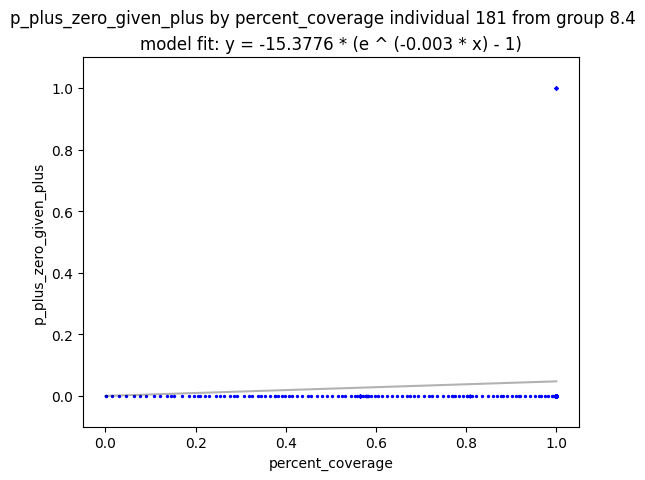 p_plus_zero_given_plus by percent_coverage individual 181 from group 8.4
model fit: y = -15.3776 * (e ^ (-0.003 * x) - 1)
p_plus_zero_given_plus
1.0
0.8
0.6
0.4
0.2
0.0
0.0 0.2 0.4 0.6 0.8 1.0
percent_coverage